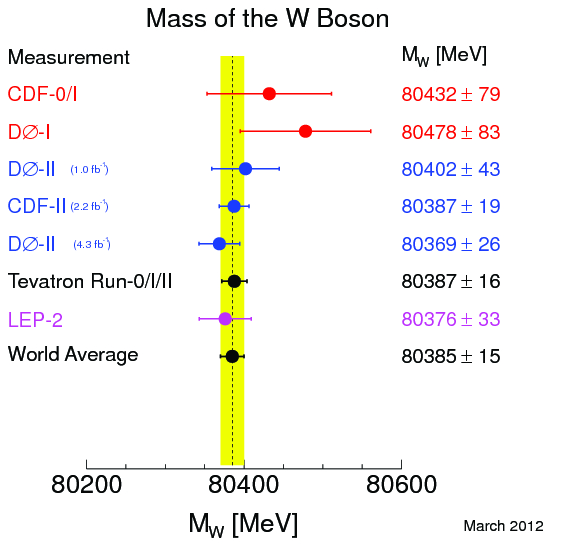 Mass of the W Boson
Measurement M_W [MeV]
CDF-0/I 80432 ± 79
DØ-I 80478 ± 83
DØ-II (1.0 fb⁻¹) 80402 ± 43
CDF-II (2.2 fb⁻¹) 80387 ± 19
DØ-II (4.3 fb⁻¹) 80369 ± 26
Tevatron Run-0/I/II 80387 ± 16
LEP-2 80376 ± 33
World Average 80385 ± 15
80200 80400 80600
M_W [MeV]
March 2012